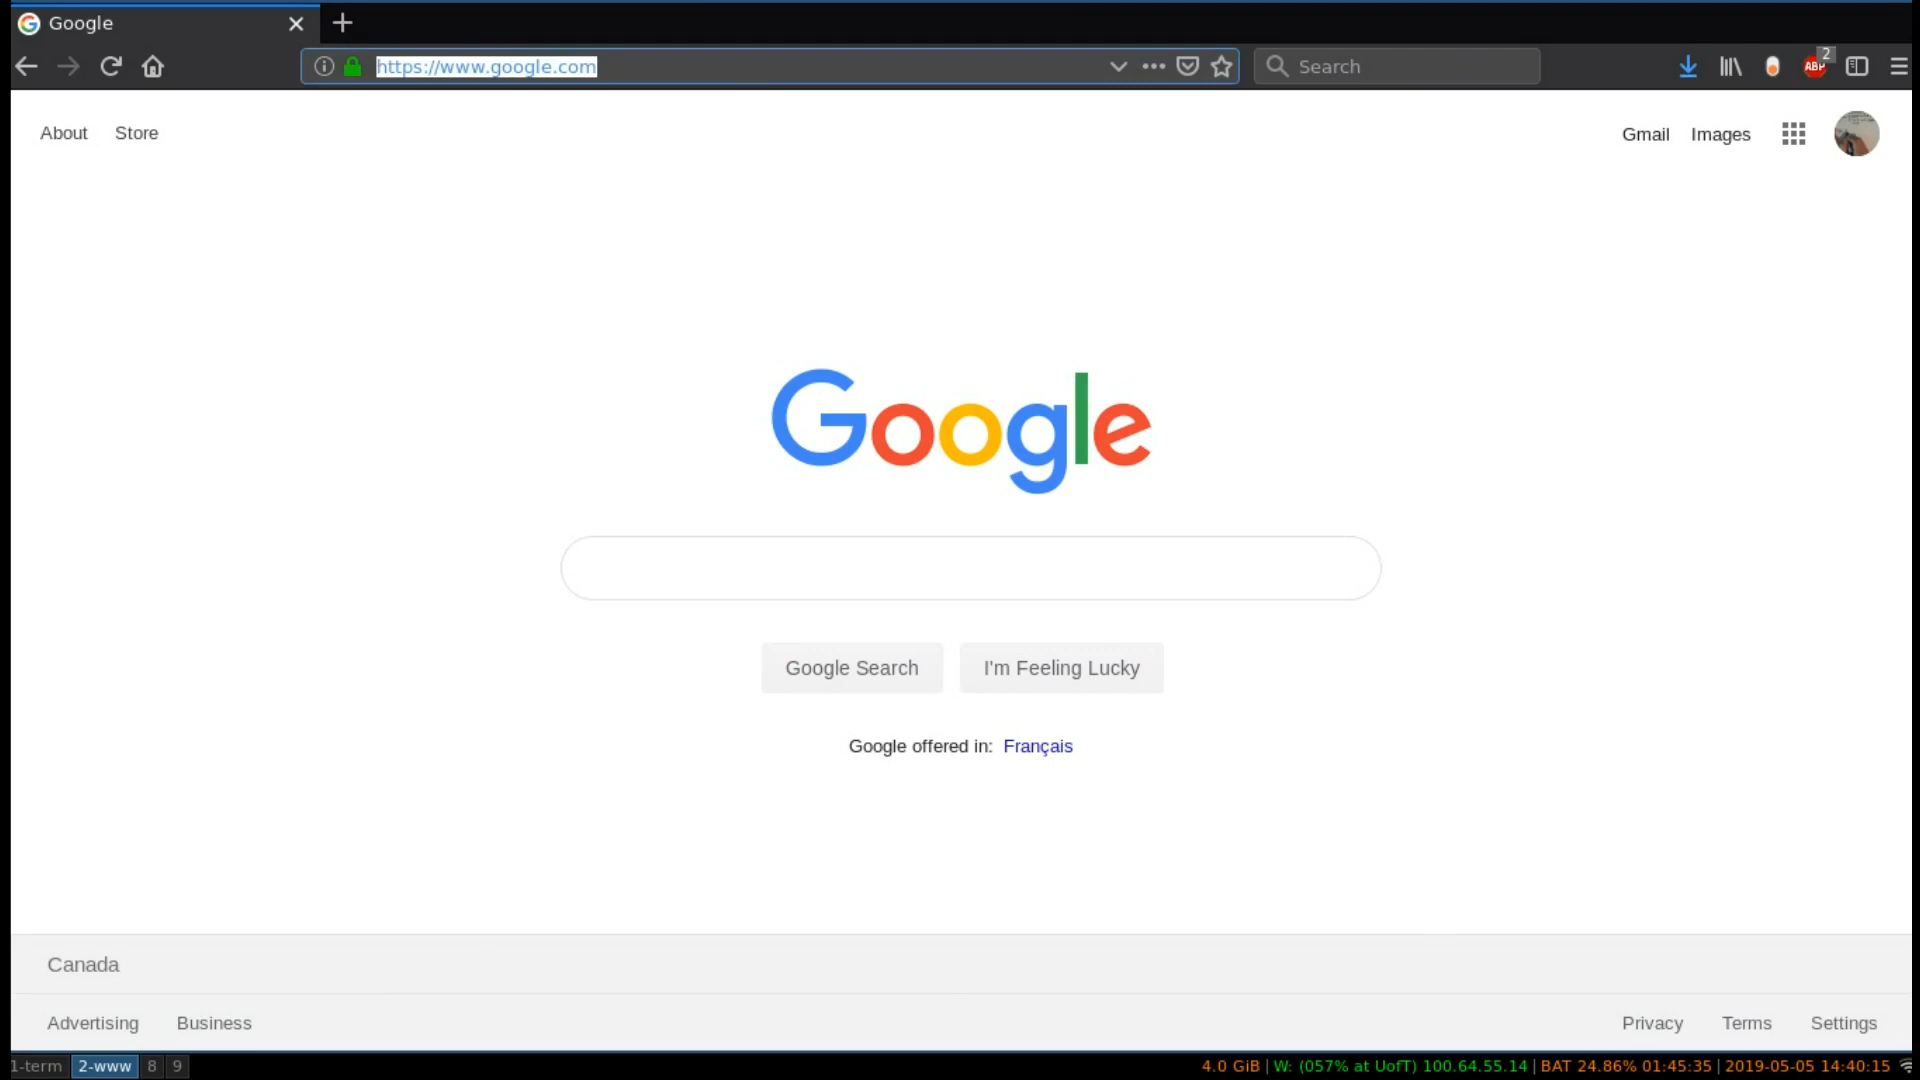 Google
https://www.google.com
Search
ABP
2
About Store
Gmail Images
Google
Google Search I'm Feeling Lucky
Google offered in: Français
Canada
Advertising Business
Privacy Terms Settings
1-term 2-www 8 9
4.0 GiB | W: (057% at UofT) 100.64.55.14 | BAT 24.86% 01:45:35 | 2019-05-05 14:40:15